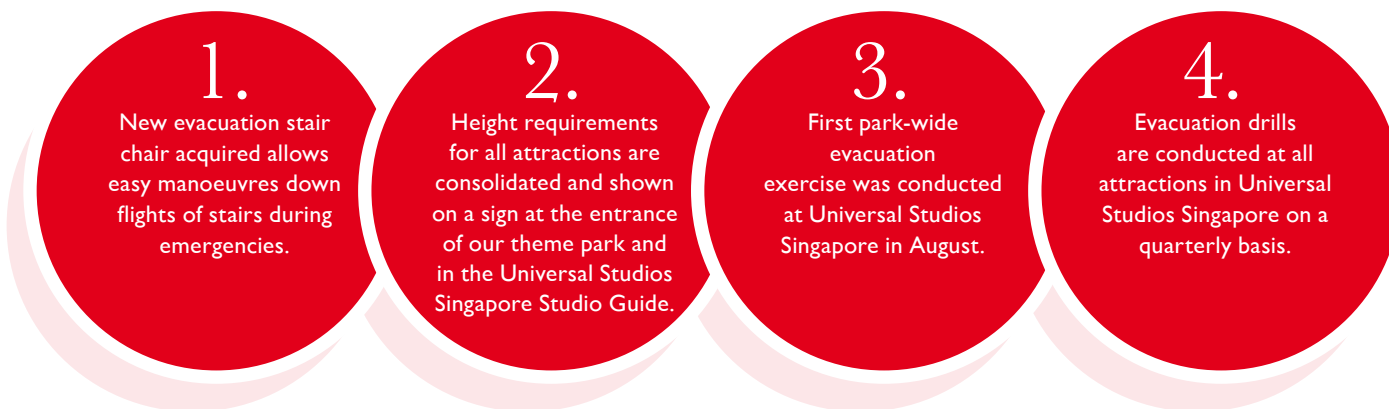 1.
New evacuation stair
chair acquired allows
easy manoeuvres down
flights of stairs during
emergencies.
2.
Height requirements
for all attractions are
consolidated and shown
on a sign at the entrance
of our theme park and
in the Universal Studios
Singapore Studio Guide.
3.
First park-wide
evacuation
exercise was conducted
at Universal Studios
Singapore in August.
4.
Evacuation drills
are conducted at all
attractions in Universal
Studios Singapore on a
quarterly basis.